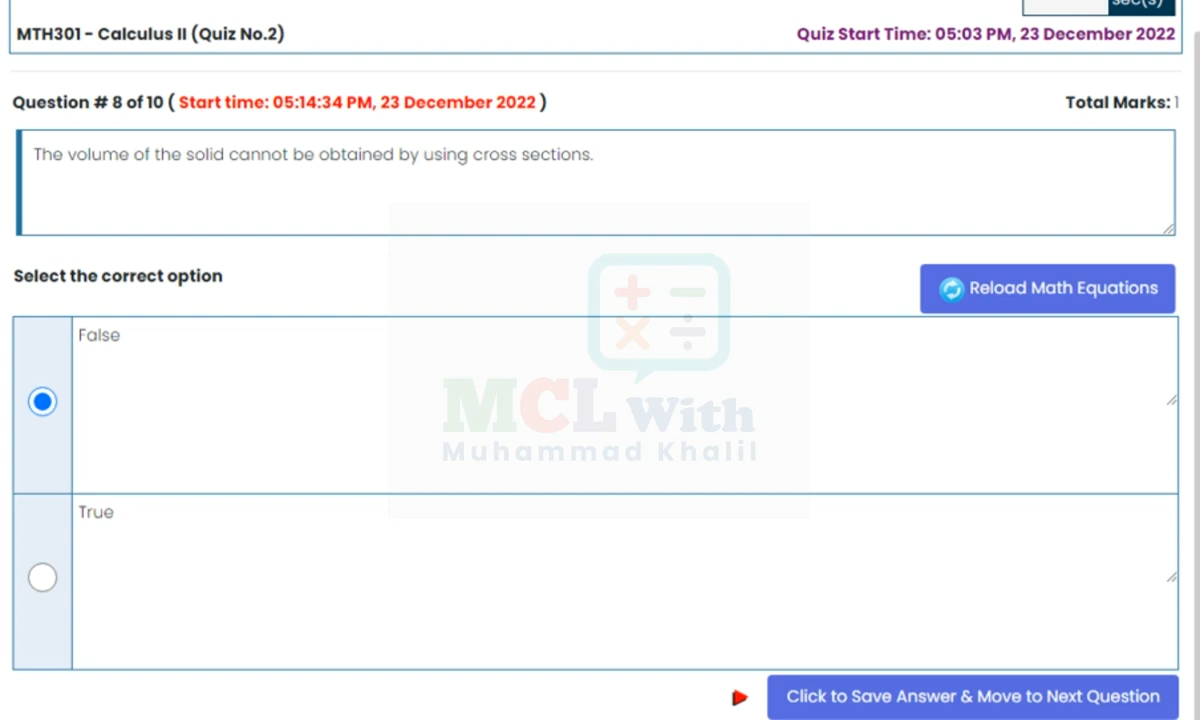 sec(s)
MTH301 - Calculus II (Quiz No.2)
Quiz Start Time: 05:03 PM, 23 December 2022
Question # 8 of 10 ( Start time: 05:14:34 PM, 23 December 2022 )
Total Marks: 1
The volume of the solid cannot be obtained by using cross sections.
Select the correct option
Reload Math Equations
False
MCL With
Muhammad Khalil
True
Click to Save Answer & Move to Next Question